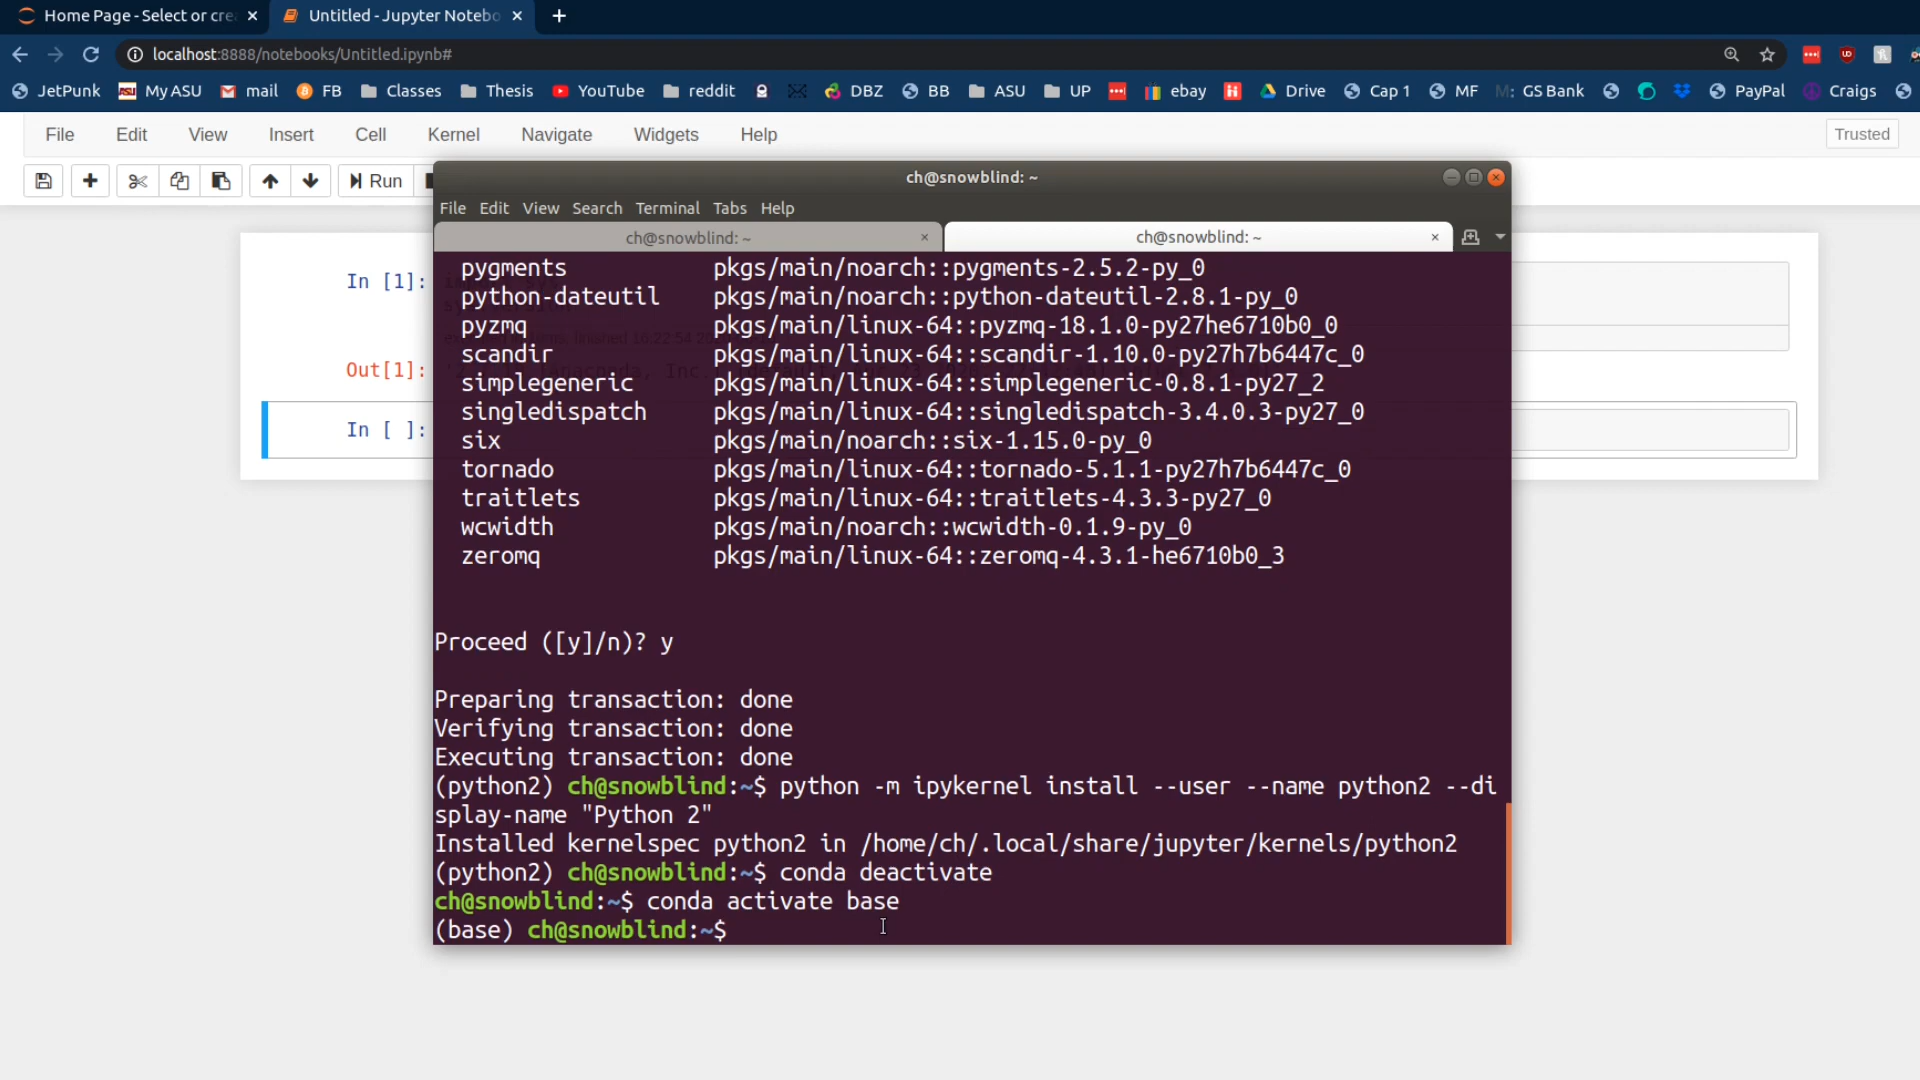 Home Page - Select or cre
Untitled - Jupyter Notebo
localhost:8888/notebooks/Untitled.ipynb#
JetPunk
ASU My ASU
mail
FB
Classes
Thesis
YouTube
reddit
DBZ
BB
ASU
UP
ebay
Drive
Cap 1
MF
M: GS Bank
PayPal
Craigs
File Edit View Insert Cell Kernel Navigate Widgets Help
Trusted
Run
ch@snowblind: ~
File Edit View Search Terminal Tabs Help
ch@snowblind: ~
ch@snowblind: ~
In [1]:
Out[1]:
In [ ]:
pygments pkgs/main/noarch::pygments-2.5.2-py_0
python-dateutil pkgs/main/noarch::python-dateutil-2.8.1-py_0
pyzmq pkgs/main/linux-64::pyzmq-18.1.0-py27he6710b0_0
scandir pkgs/main/linux-64::scandir-1.10.0-py27h7b6447c_0
simplegeneric pkgs/main/linux-64::simplegeneric-0.8.1-py27_2
singledispatch pkgs/main/linux-64::singledispatch-3.4.0.3-py27_0
six pkgs/main/noarch::six-1.15.0-py_0
tornado pkgs/main/linux-64::tornado-5.1.1-py27h7b6447c_0
traitlets pkgs/main/linux-64::traitlets-4.3.3-py27_0
wcwidth pkgs/main/noarch::wcwidth-0.1.9-py_0
zeromq pkgs/main/linux-64::zeromq-4.3.1-he6710b0_3
Proceed ([y]/n)? y
Preparing transaction: done
Verifying transaction: done
Executing transaction: done
(python2) ch@snowblind:~$ python -m ipykernel install --user --name python2 --di
splay-name "Python 2"
Installed kernelspec python2 in /home/ch/.local/share/jupyter/kernels/python2
(python2) ch@snowblind:~$ conda deactivate
ch@snowblind:~$ conda activate base
(base) ch@snowblind:~$